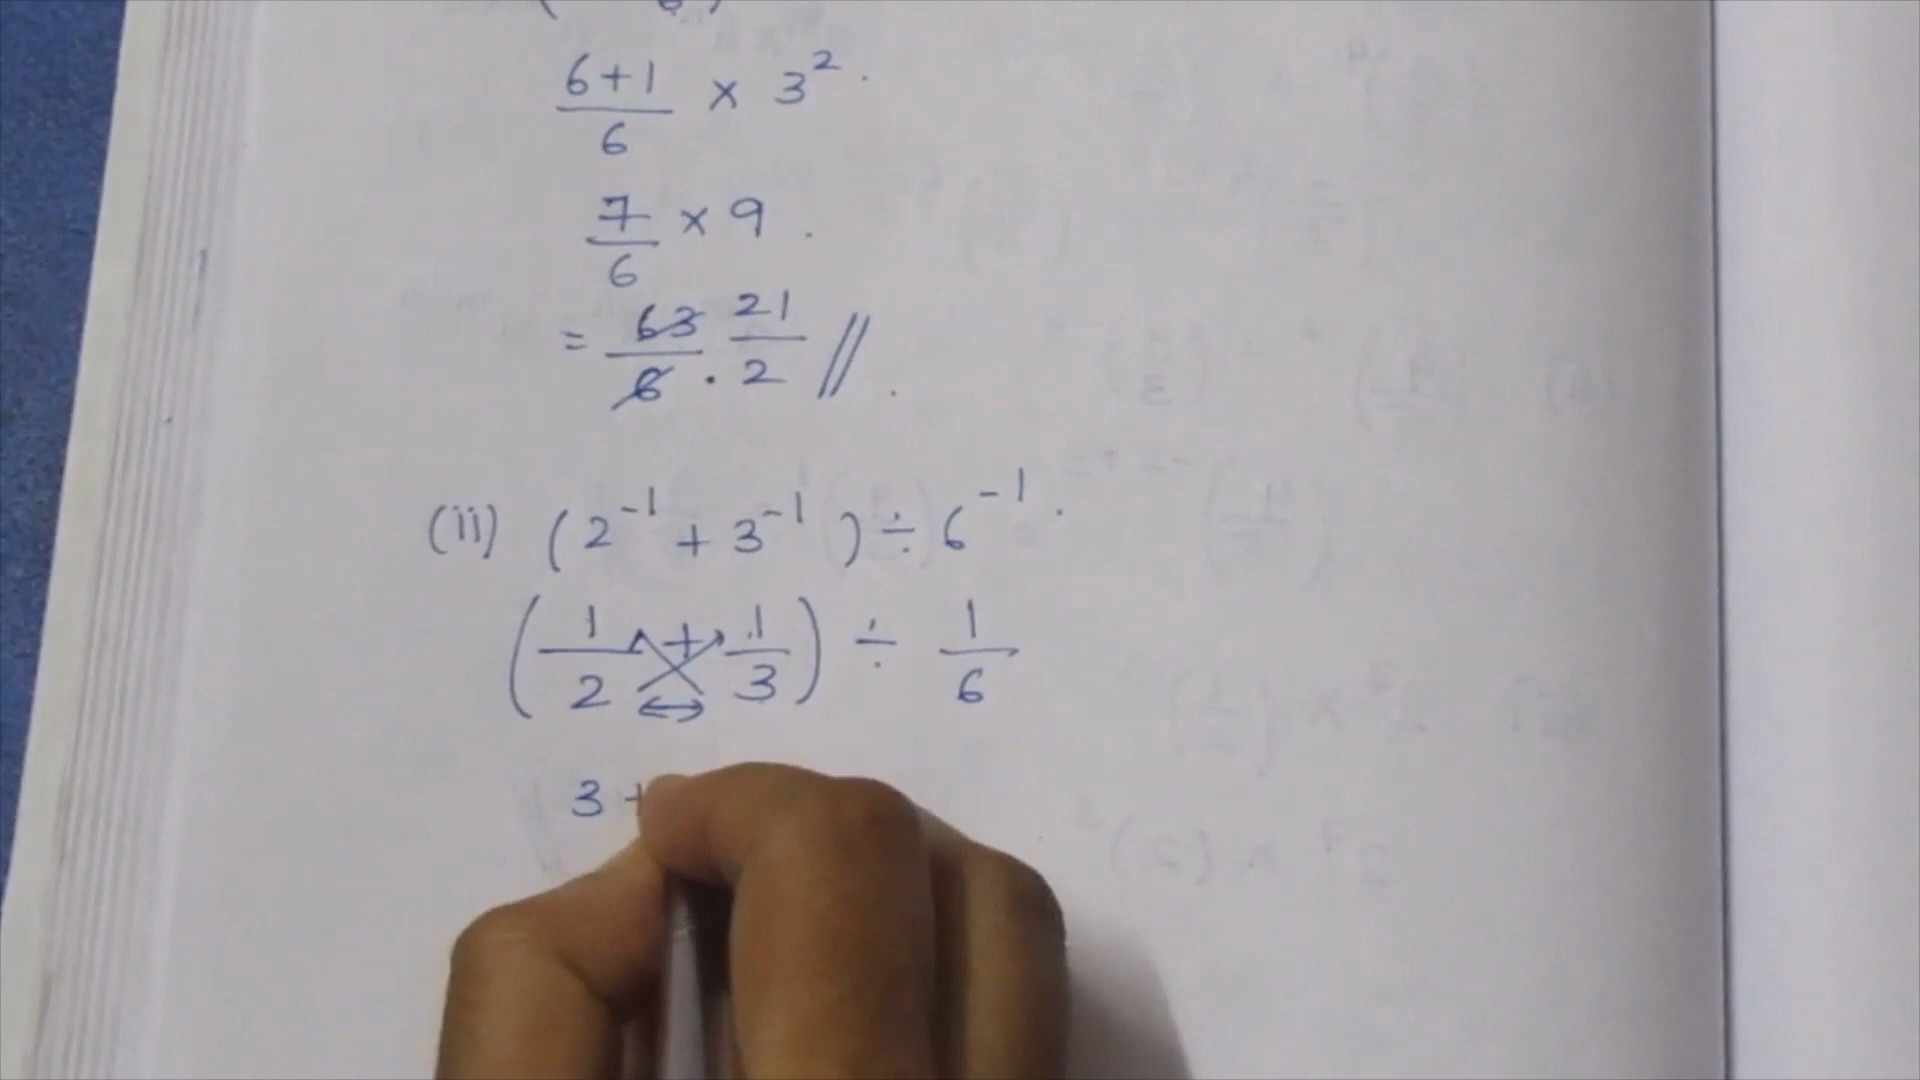 6+1/6 × 3².
7/6 × 9.
= 63/6 . 21/2 //.
(ii) (2⁻¹ + 3⁻¹) ÷ 6⁻¹.
(1/2 + 1/3) ÷ 1/6
3 +